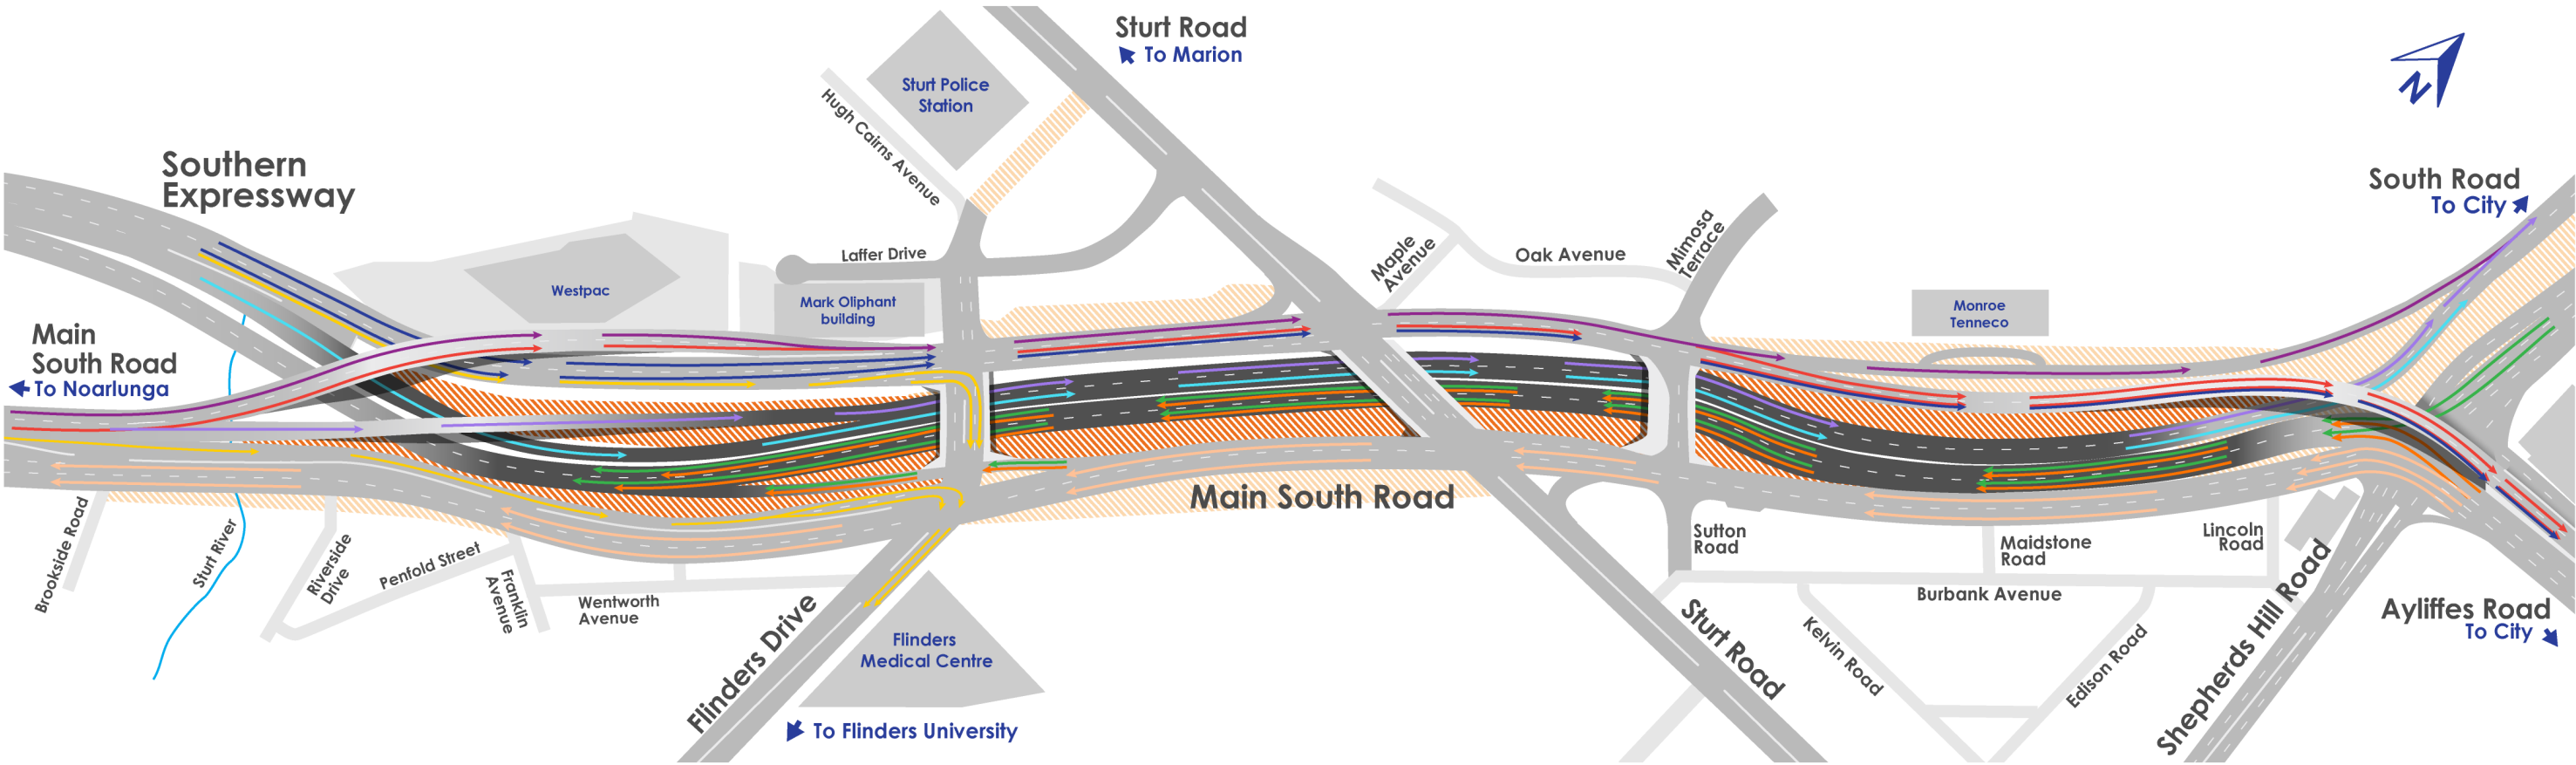 Sturt Road
To Marion
Sturt Police
Station
Hugh Cairns Avenue
N
Southern
Expressway
South Road
To City
Laffer Drive
Maple
Avenue
Oak Avenue
Mimosa
Terrace
Westpac
Mark Oliphant
building
Monroe
Tenneco
Main
South Road
To Noarlunga
Main South Road
Brookside Road
Sturt River
Riverside
Drive
Penfold Street
Franklin
Avenue
Wentworth
Avenue
Flinders Drive
Flinders
Medical Centre
To Flinders University
Sutton
Road
Sturt Road
Maidstone
Road
Lincoln
Road
Burbank Avenue
Kelvin Road
Edison Road
Shepherds Hill Road
Ayliffes Road
To City